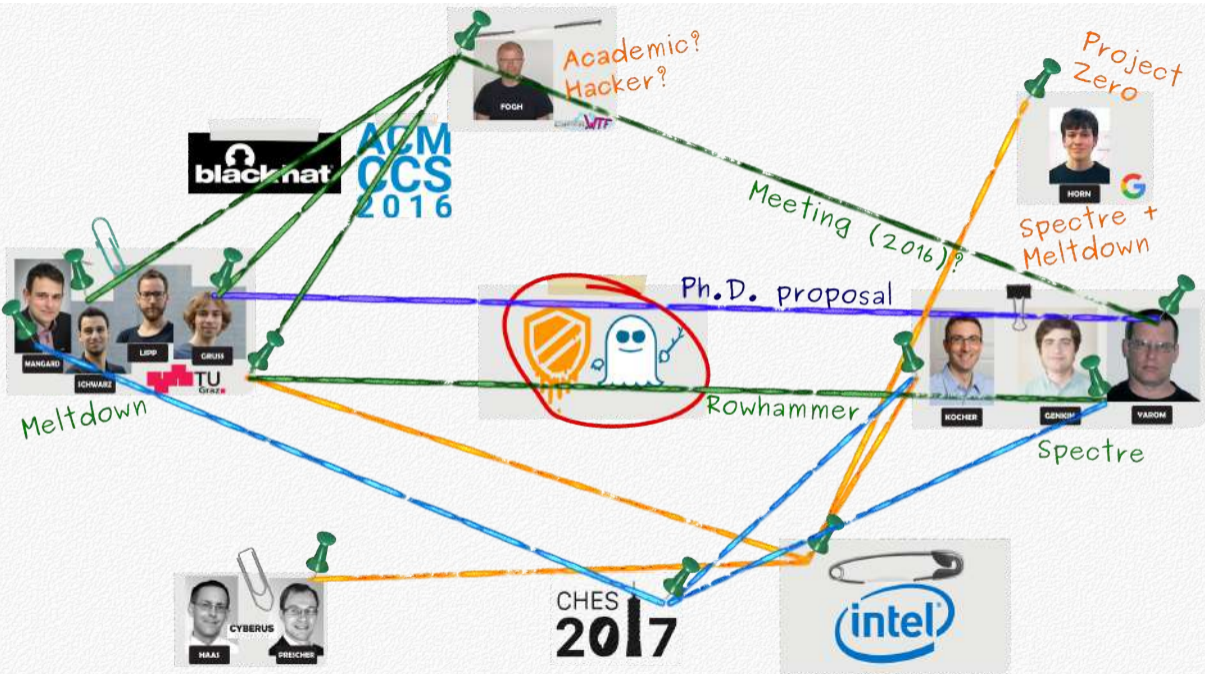 Academic?
Hacker?
FOGH
WTF
Project
Zero
HORN
G
Spectre +
Meltdown
blackhat
ACM
CCS
2016
Meeting (2016)?
Ph.D. proposal
MANGARD
SCHWARZ
LIPP
GRUSS
TU
Graz
Meltdown
Rowhammer
KOCHER
GENKIN
YAROM
Spectre
HAAS
CYBERUS
PRESCHER
CHES
2017
intel